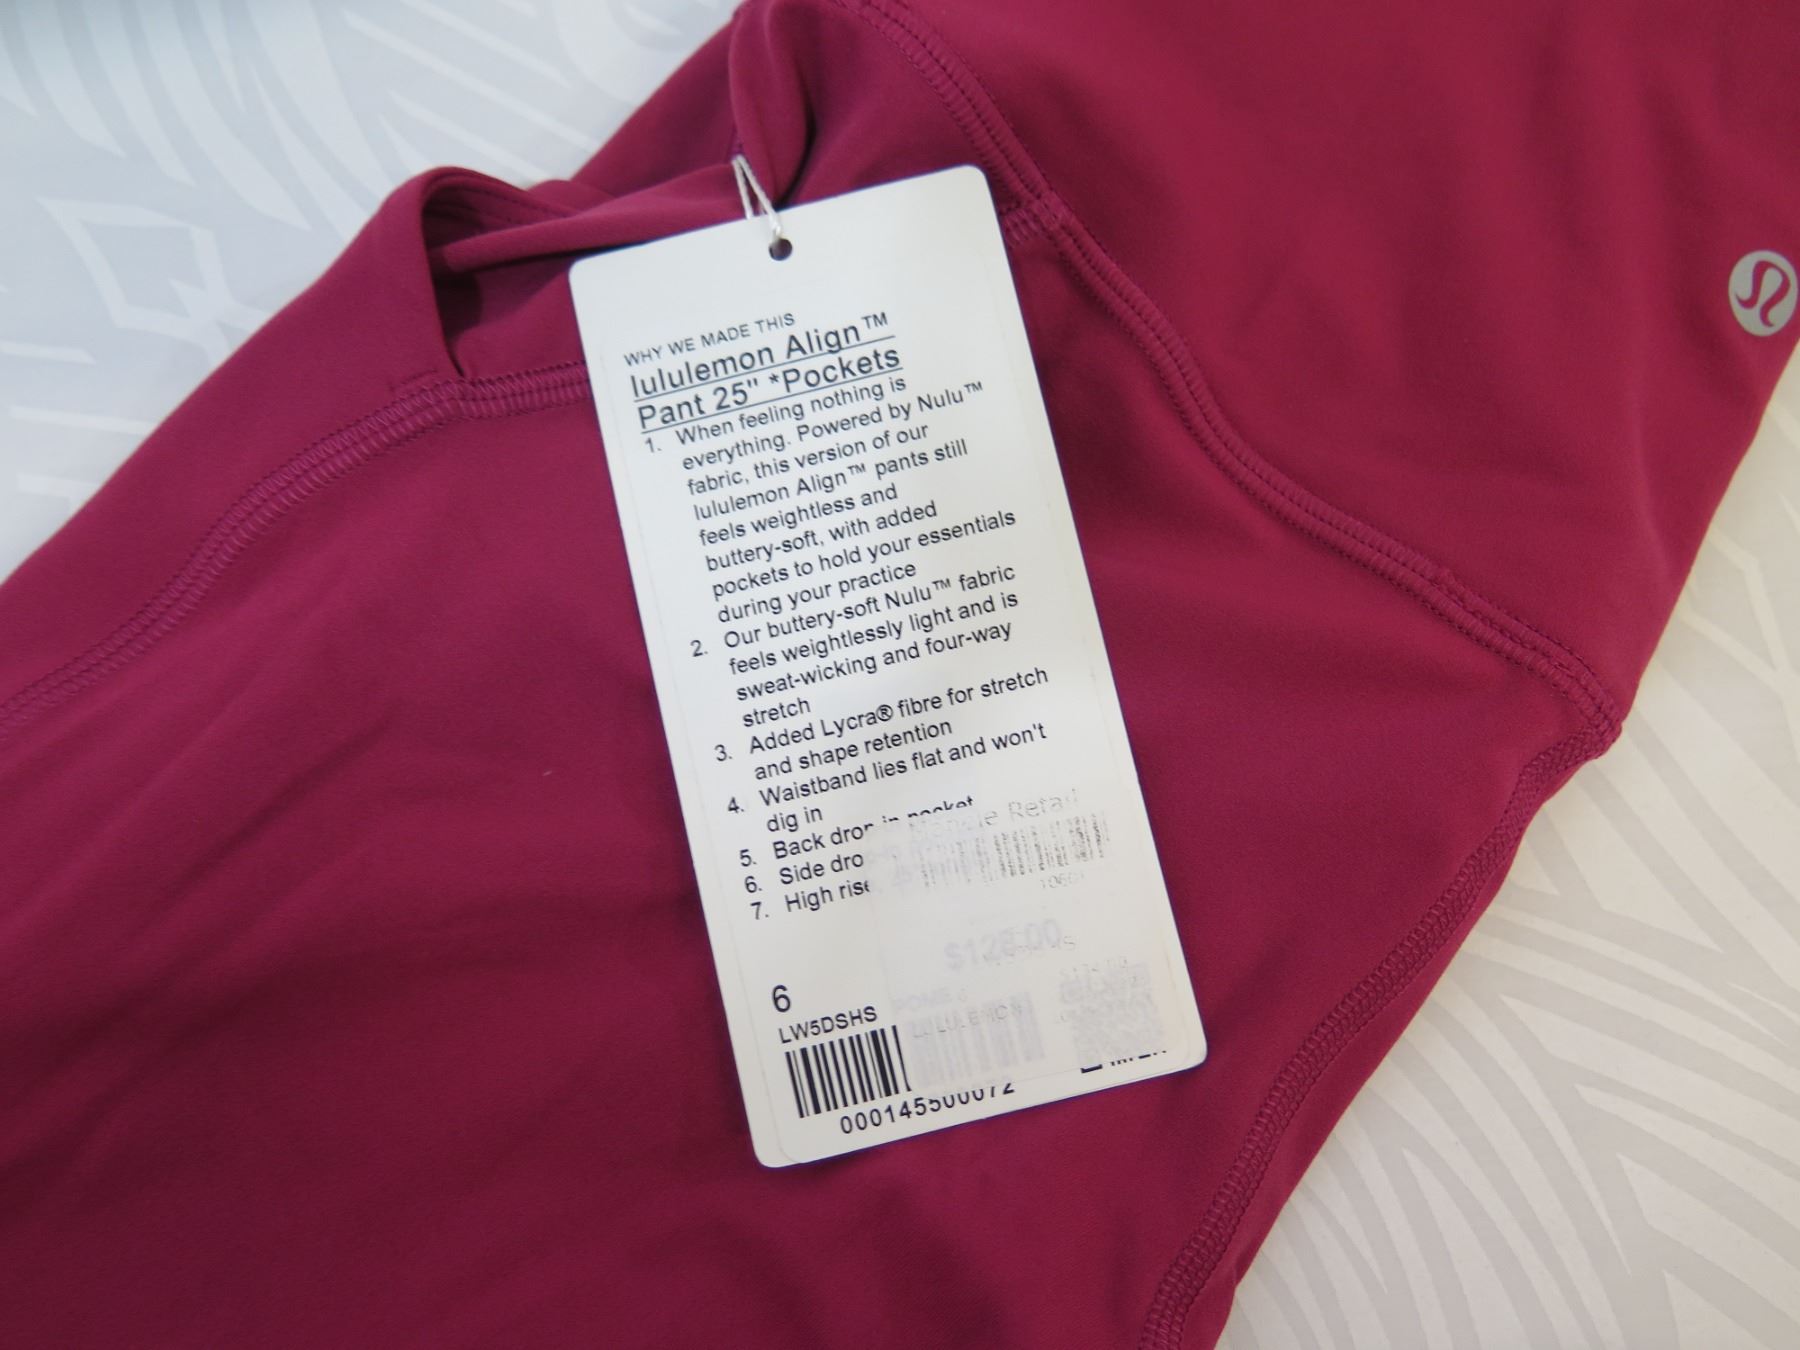 WHY WE MADE THIS
lululemon Align™
Pant 25" *Pockets
1. When feeling nothing is
everything. Powered by Nulu™
fabric, this version of our
lululemon Align™ pants still
feels weightless and
buttery-soft, with added
pockets to hold your essentials
during your practice
2. Our buttery-soft Nulu™ fabric
feels weightlessly light and is
sweat-wicking and four-way
stretch
3. Added Lycra® fibre for stretch
and shape retention
4. Waistband lies flat and won't
dig in
5. Back drop-in pocket
6. Side
7. High rise
Retail
6
LW5DSHS
LULULEMON
000145500072